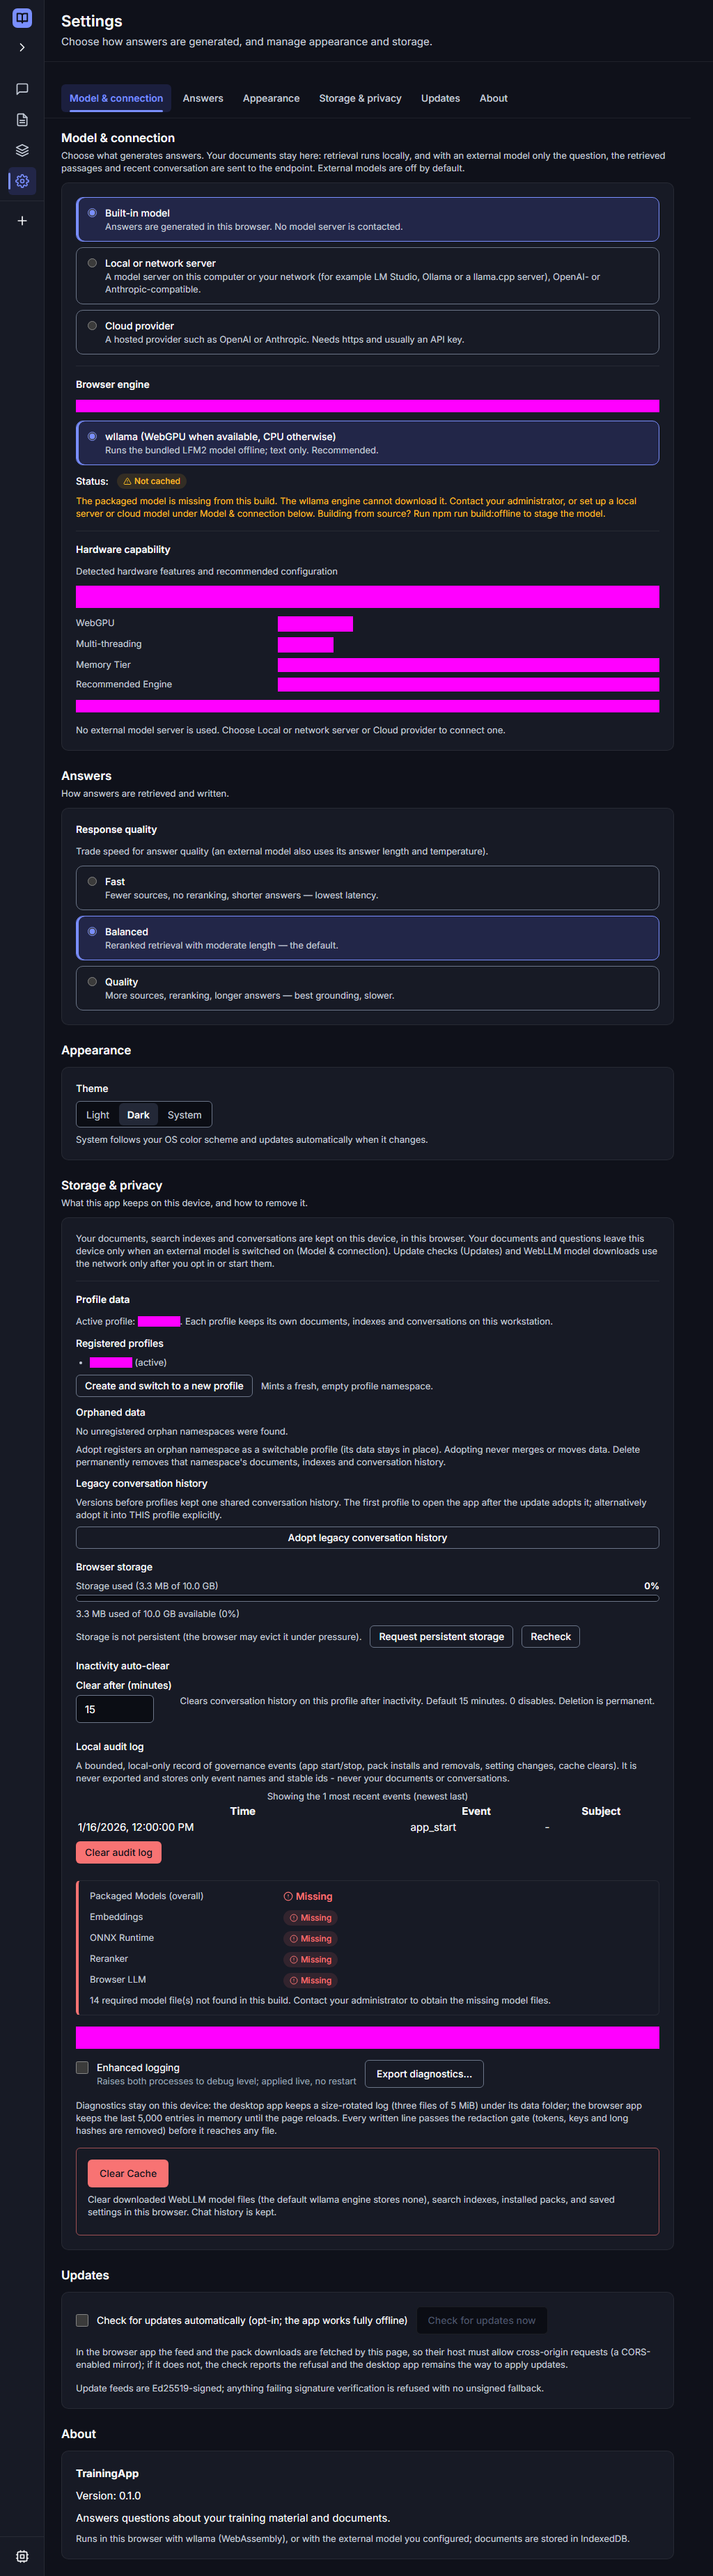 Settings
Choose how answers are generated, and manage appearance and storage.
Model & connection
Answers
Appearance
Storage & privacy
Updates
About
Model & connection
Choose what generates answers. Your documents stay here: retrieval runs locally, and with an external model only the question, the retrieved
passages and recent conversation are sent to the endpoint. External models are off by default.
Built-in model
Answers are generated in this browser. No model server is contacted.
Local or network server
A model server on this computer or your network (for example LM Studio, Ollama or a llama.cpp server), OpenAI- or
Anthropic-compatible.
Cloud provider
A hosted provider such as OpenAI or Anthropic. Needs https and usually an API key.
Browser engine
wllama (WebGPU when available, CPU otherwise)
Runs the bundled LFM2 model offline; text only. Recommended.
Status: Not cached
The packaged model is missing from this build. The wllama engine cannot download it. Contact your administrator, or set up a local
server or cloud model under Model & connection below. Building from source? Run npm run build:offline to stage the model.
Hardware capability
Detected hardware features and recommended configuration
WebGPU
Multi-threading
Memory Tier
Recommended Engine
No external model server is used. Choose Local or network server or Cloud provider to connect one.
Answers
How answers are retrieved and written.
Response quality
Trade speed for answer quality (an external model also uses its answer length and temperature).
Fast
Fewer sources, no reranking, shorter answers — lowest latency.
Balanced
Reranked retrieval with moderate length — the default.
Quality
More sources, reranking, longer answers — best grounding, slower.
Appearance
Theme
Light Dark System
System follows your OS color scheme and updates automatically when it changes.
Storage & privacy
What this app keeps on this device, and how to remove it.
Your documents, search indexes and conversations are kept on this device, in this browser. Your documents and questions leave this
device only when an external model is switched on (Model & connection). Update checks (Updates) and WebLLM model downloads use
the network only after you opt in or start them.
Profile data
Active profile: . Each profile keeps its own documents, indexes and conversations on this workstation.
Registered profiles
• (active)
Create and switch to a new profile Mints a fresh, empty profile namespace.
Orphaned data
No unregistered orphan namespaces were found.
Adopt registers an orphan namespace as a switchable profile (its data stays in place). Adopting never merges or moves data. Delete
permanently removes that namespace's documents, indexes and conversation history.
Legacy conversation history
Versions before profiles kept one shared conversation history. The first profile to open the app after the update adopts it; alternatively
adopt it into THIS profile explicitly.
Adopt legacy conversation history
Browser storage
Storage used (3.3 MB of 10.0 GB) 0%
3.3 MB used of 10.0 GB available (0%)
Storage is not persistent (the browser may evict it under pressure). Request persistent storage Recheck
Inactivity auto-clear
Clear after (minutes)
15
Clears conversation history on this profile after inactivity. Default 15 minutes. 0 disables. Deletion is permanent.
Local audit log
A bounded, local-only record of governance events (app start/stop, pack installs and removals, setting changes, cache clears). It is
never exported and stores only event names and stable ids - never your documents or conversations.
Showing the 1 most recent events (newest last)
Time Event Subject
1/16/2026, 12:00:00 PM app_start -
Clear audit log
Packaged Models (overall) Missing
Embeddings Missing
ONNX Runtime Missing
Reranker Missing
Browser LLM Missing
14 required model file(s) not found in this build. Contact your administrator to obtain the missing model files.
Enhanced logging
Raises both processes to debug level; applied live, no restart
Export diagnostics...
Diagnostics stay on this device: the desktop app keeps a size-rotated log (three files of 5 MiB) under its data folder; the browser app
keeps the last 5,000 entries in memory until the page reloads. Every written line passes the redaction gate (tokens, keys and long
hashes are removed) before it reaches any file.
Clear Cache
Clear downloaded WebLLM model files (the default wllama engine stores none), search indexes, installed packs, and saved
settings in this browser. Chat history is kept.
Updates
Check for updates automatically (opt-in; the app works fully offline) Check for updates now
In the browser app the feed and the pack downloads are fetched by this page, so their host must allow cross-origin requests (a CORS-
enabled mirror); if it does not, the check reports the refusal and the desktop app remains the way to apply updates.
Update feeds are Ed25519-signed; anything failing signature verification is refused with no unsigned fallback.
About
TrainingApp
Version: 0.1.0
Answers questions about your training material and documents.
Runs in this browser with wllama (WebAssembly), or with the external model you configured; documents are stored in IndexedDB.